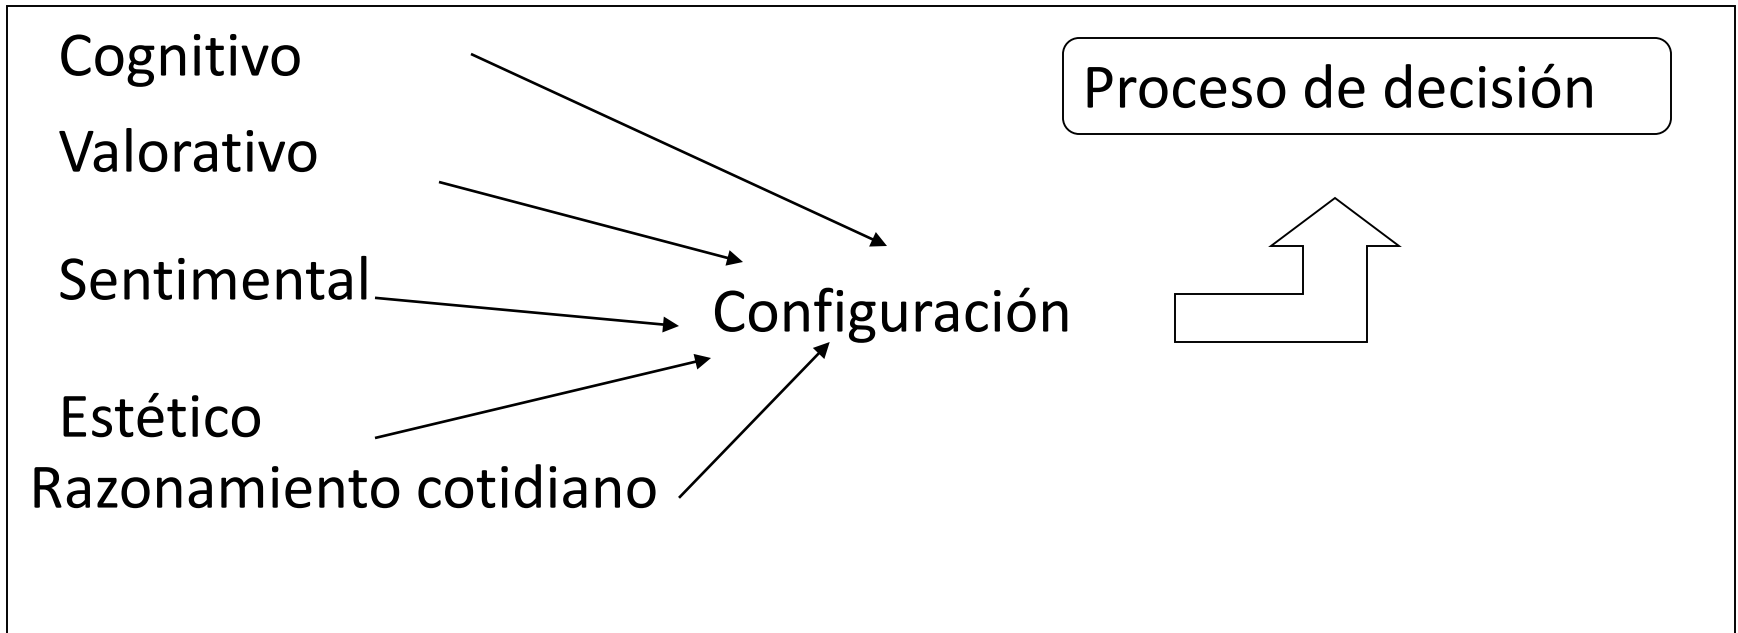 Cognitivo
Proceso de decisión
Valorativo
Sentimental
Configuración
Estético
Razonamiento cotidiano